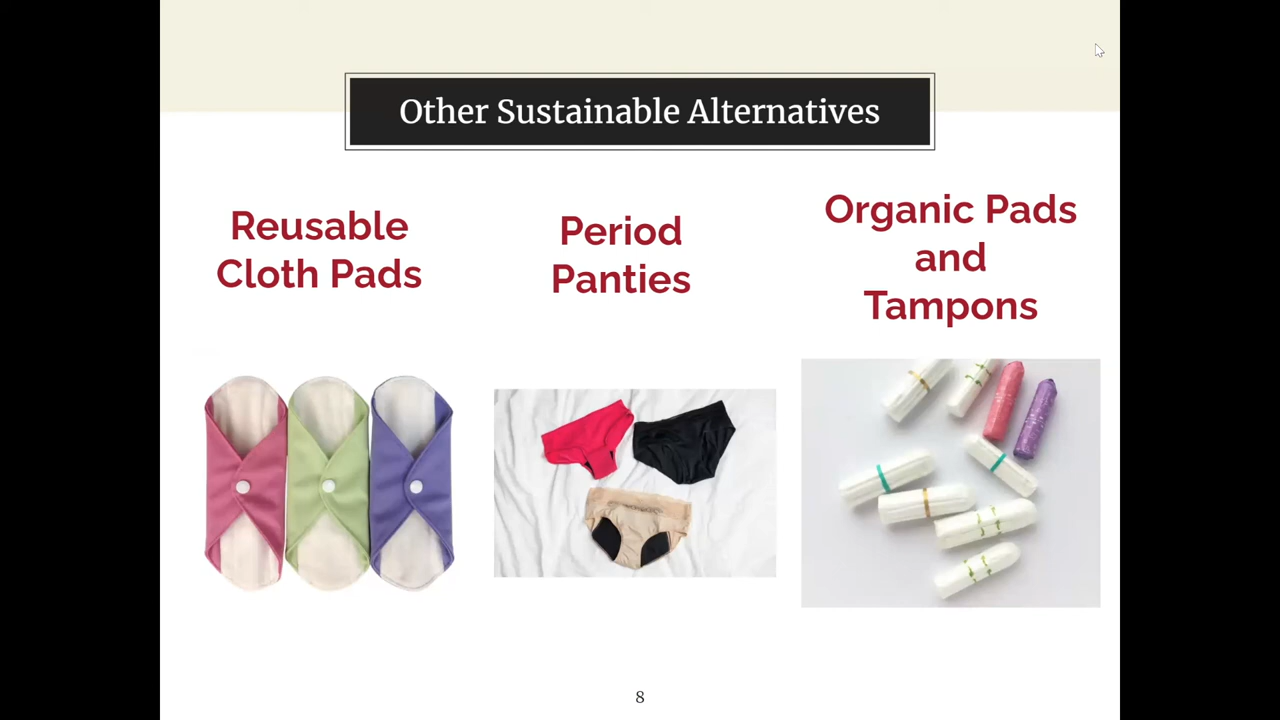 Other Sustainable Alternatives
Reusable
Cloth Pads
Period
Panties
Organic Pads
and
Tampons
8